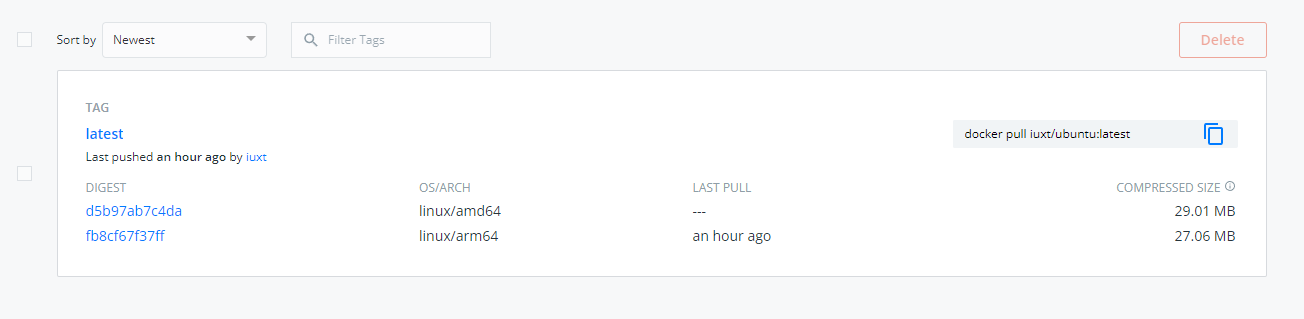 Sort by Newest Filter Tags Delete
TAG
latest
docker pull iuxt/ubuntu:latest
Last pushed an hour ago by iuxt
DIGEST OS/ARCH LAST PULL COMPRESSED SIZE
d5b97ab7c4da linux/amd64 --- 29.01 MB
fb8cf67f37ff linux/arm64 an hour ago 27.06 MB